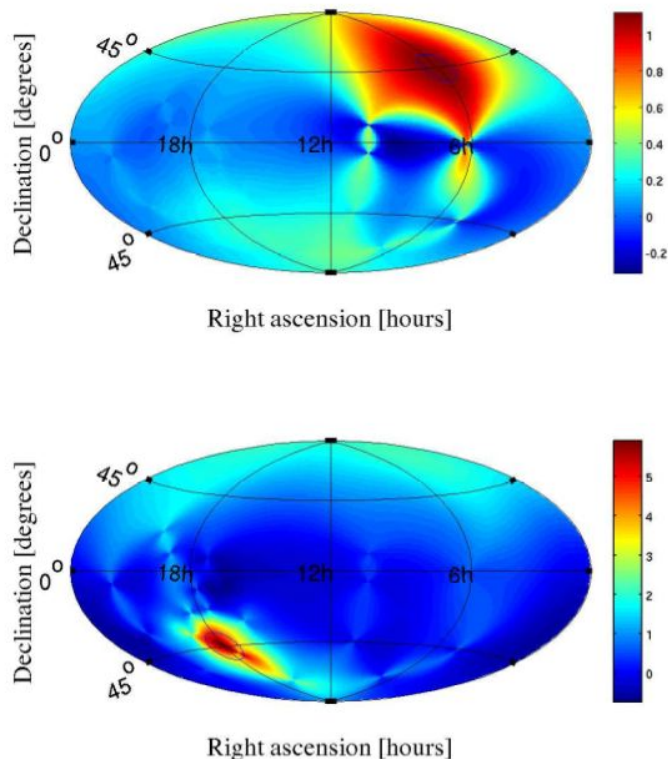 45°
Declination [degrees]
0°
18h
12h
6h
45°
1
0.8
0.6
0.4
0.2
0
-0.2
Right ascension [hours]
45°
Declination [degrees]
0°
18h
12h
6h
45°
5
4
3
2
1
0
Right ascension [hours]